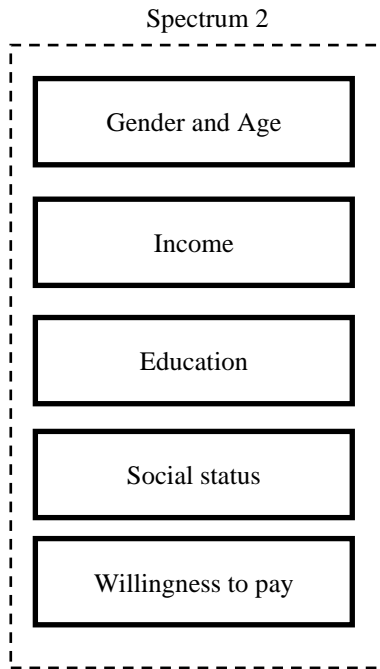 Spectrum 2
Gender and Age
Income
Education
Social status
Willingness to pay